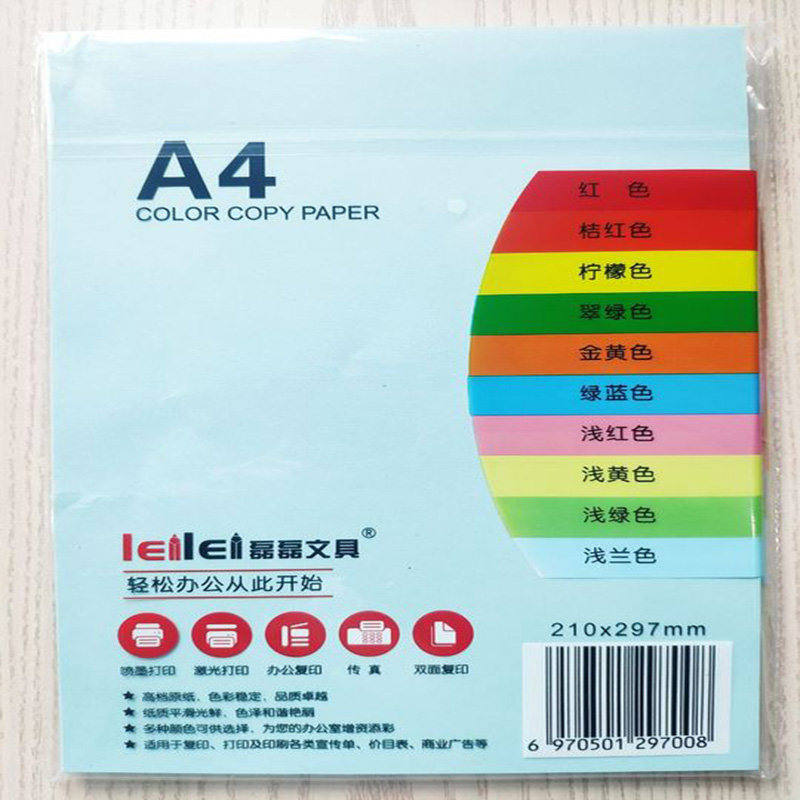 A4
COLOR COPY PAPER
红 色
桔红色
柠檬色
翠绿色
金黄色
绿蓝色
浅红色
浅黄色
浅绿色
浅兰色
leilei磊磊文具®
轻松办公从此开始
喷墨打印 激光打印 办公复印 传真 双面复印
★ 高档原纸、色彩稳定、品质卓越
★ 纸质平滑光鲜、色泽和谐艳丽
★ 多种颜色可供选择，为您的办公室增资添彩
★ 适用于复印、打印及印刷各类宣传单、价目表、商业广告等
210x297mm
6 970501 297008